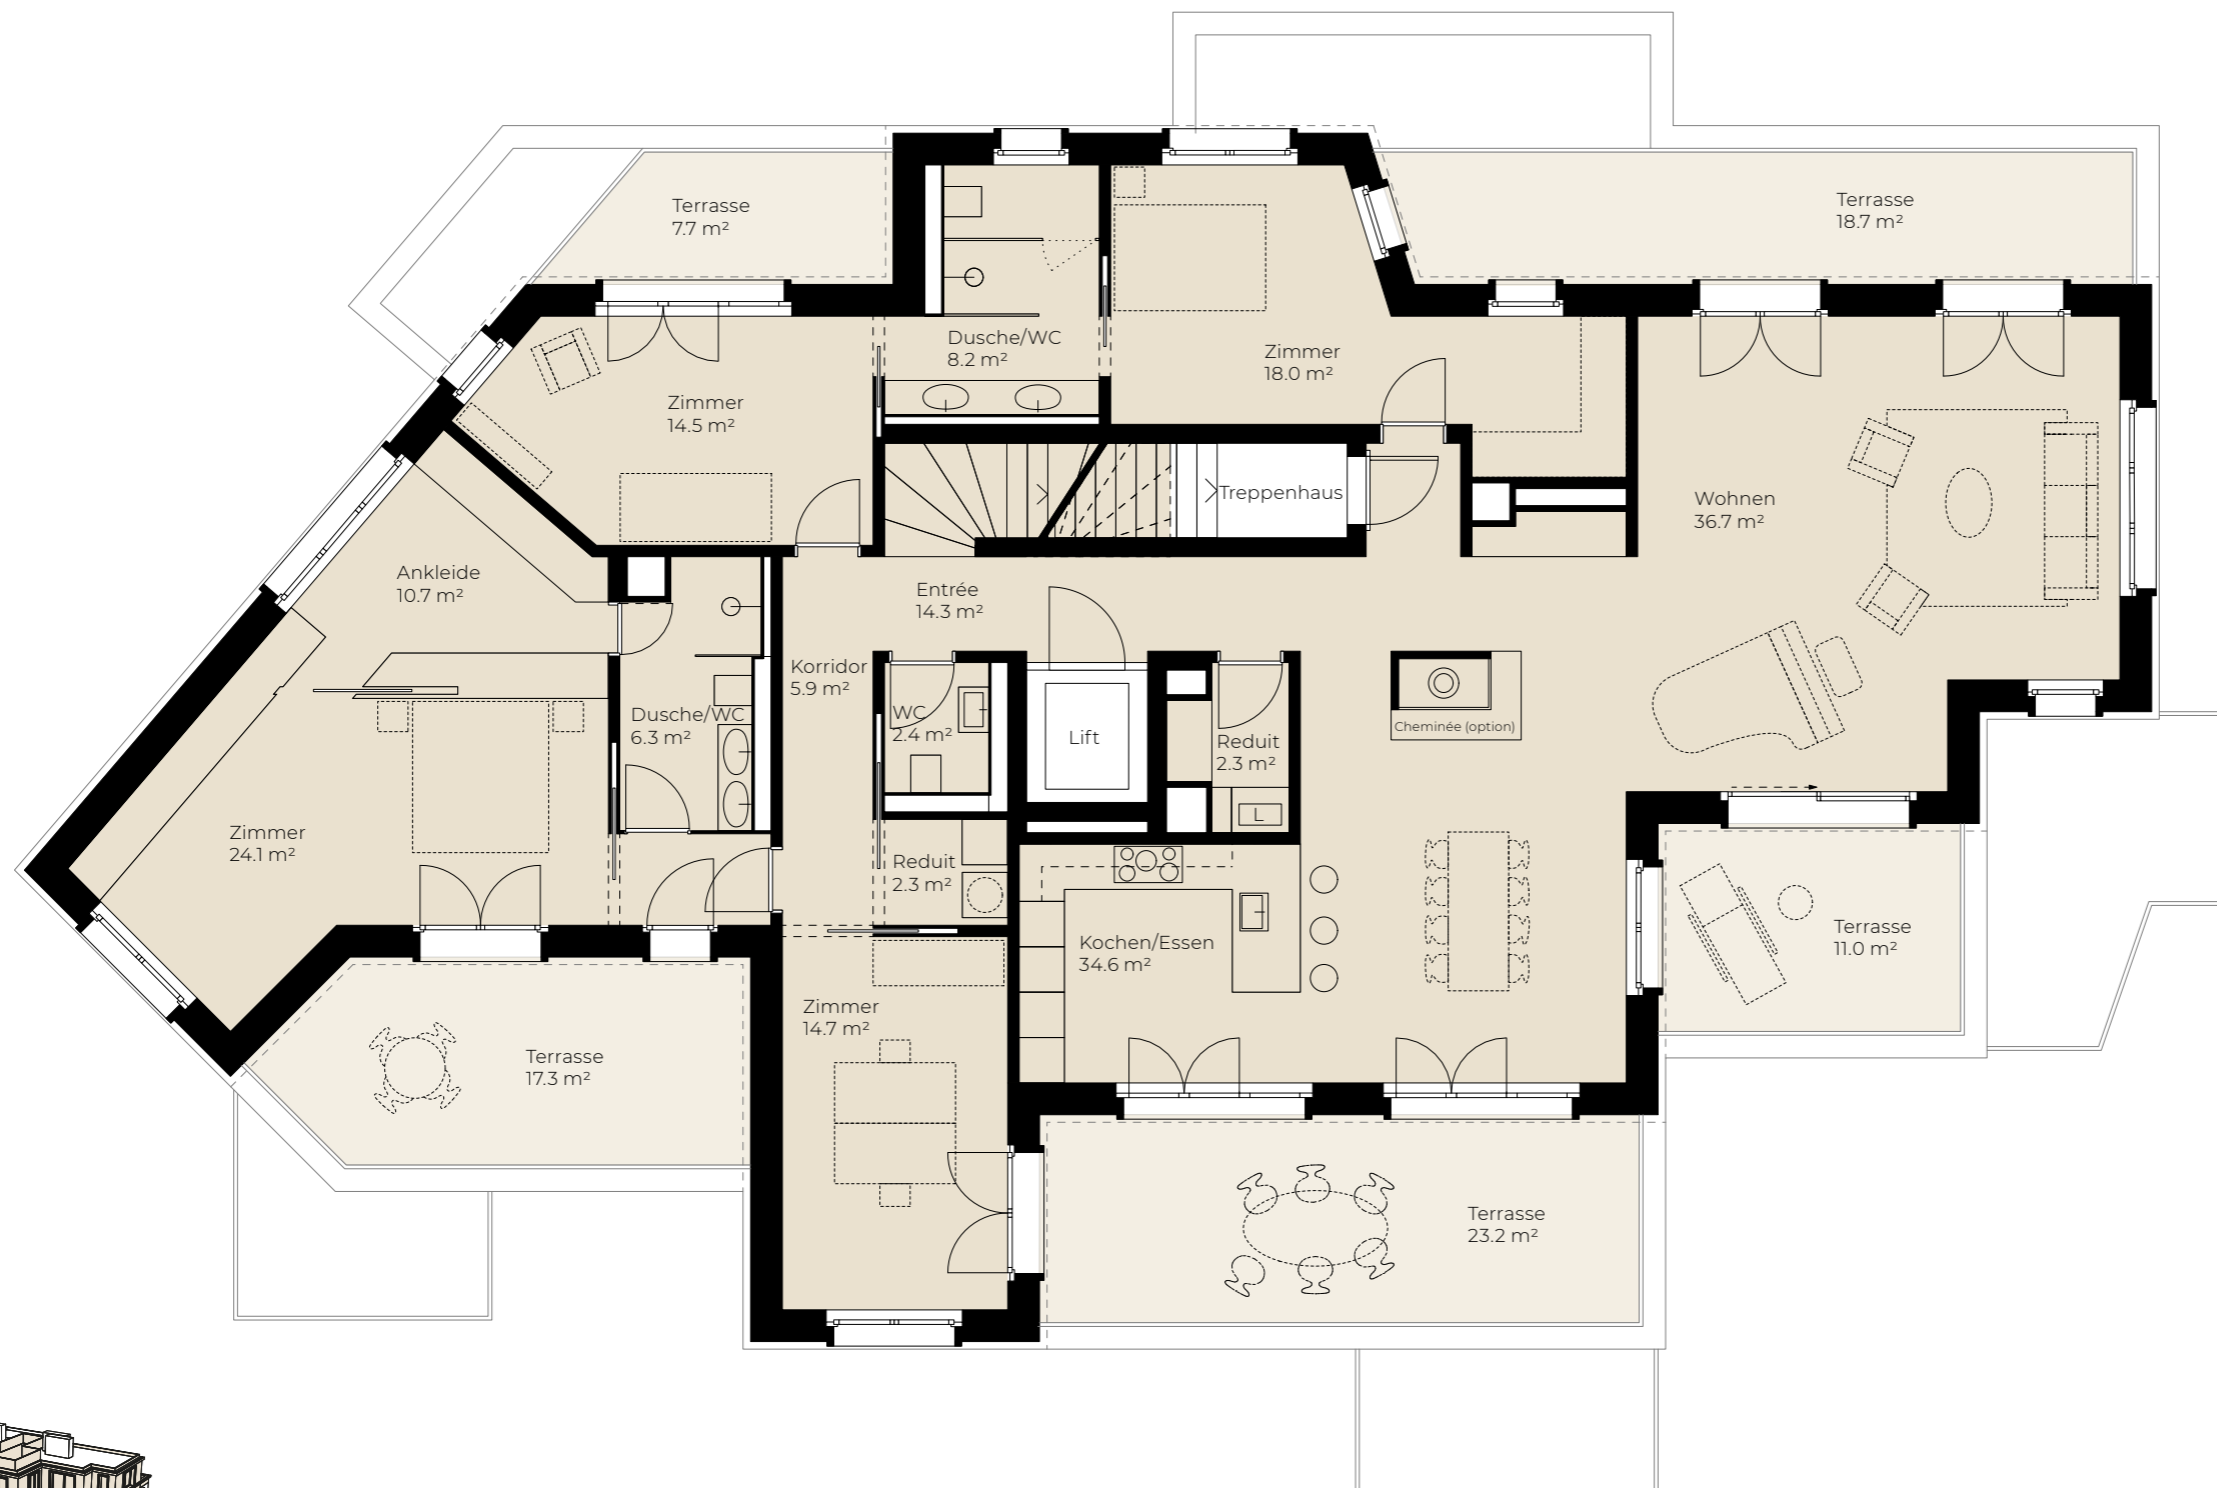 Terrasse
7.7 m²
Terrasse
18.7 m²
Dusche/WC
8.2 m²
Zimmer
18.0 m²
Zimmer
14.5 m²
Treppenhaus
Wohnen
36.7 m²
Ankleide
10.7 m²
Entrée
14.3 m²
Korridor
5.9 m²
Dusche/WC
6.3 m²
WC
2.4 m²
Lift
Reduit
2.3 m²
Cheminée (option)
L
Zimmer
24.1 m²
Reduit
2.3 m²
Kochen/Essen
34.6 m²
Terrasse
11.0 m²
Zimmer
14.7 m²
Terrasse
17.3 m²
Terrasse
23.2 m²